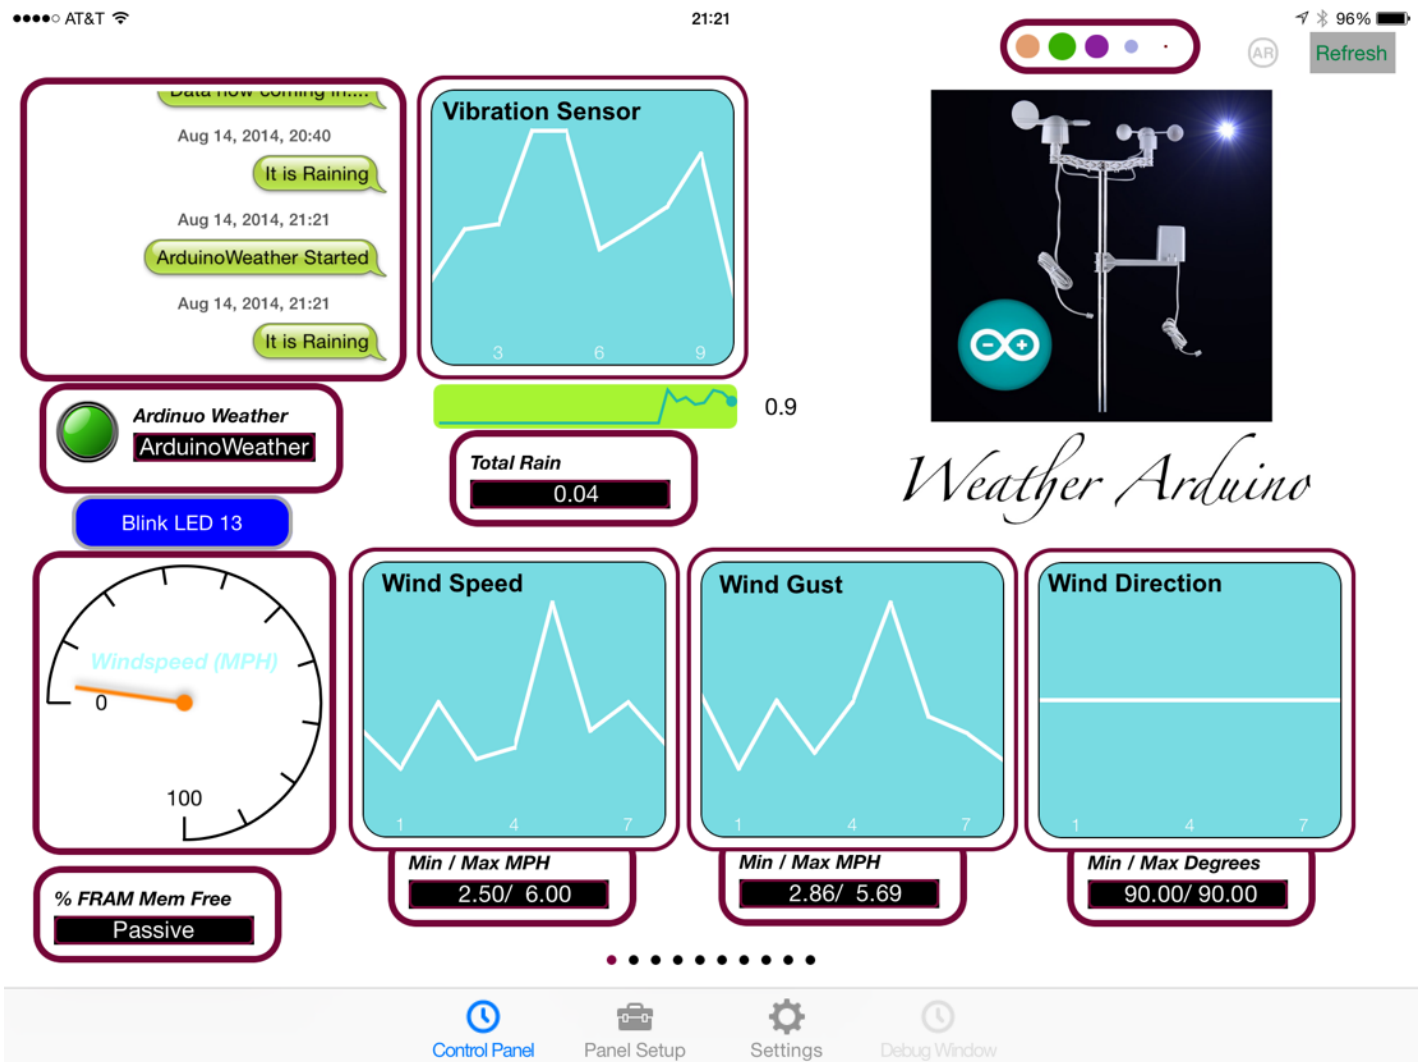 AT&T
21:21
96%
AR
Refresh
Data now coming in....
Aug 14, 2014, 20:40
It is Raining
Aug 14, 2014, 21:21
ArduinoWeather Started
Aug 14, 2014, 21:21
It is Raining
Vibration Sensor
3 6 9
0.9
Ardinuo Weather
ArduinoWeather
Total Rain
0.04
Weather Arduino
Blink LED 13
Windspeed (MPH)
0
100
Wind Speed
1 4 7
Min / Max MPH
2.50/ 6.00
Wind Gust
1 4 7
Min / Max MPH
2.86/ 5.69
Wind Direction
1 4 7
Min / Max Degrees
90.00/ 90.00
% FRAM Mem Free
Passive
Control Panel
Panel Setup
Settings
Debug Window